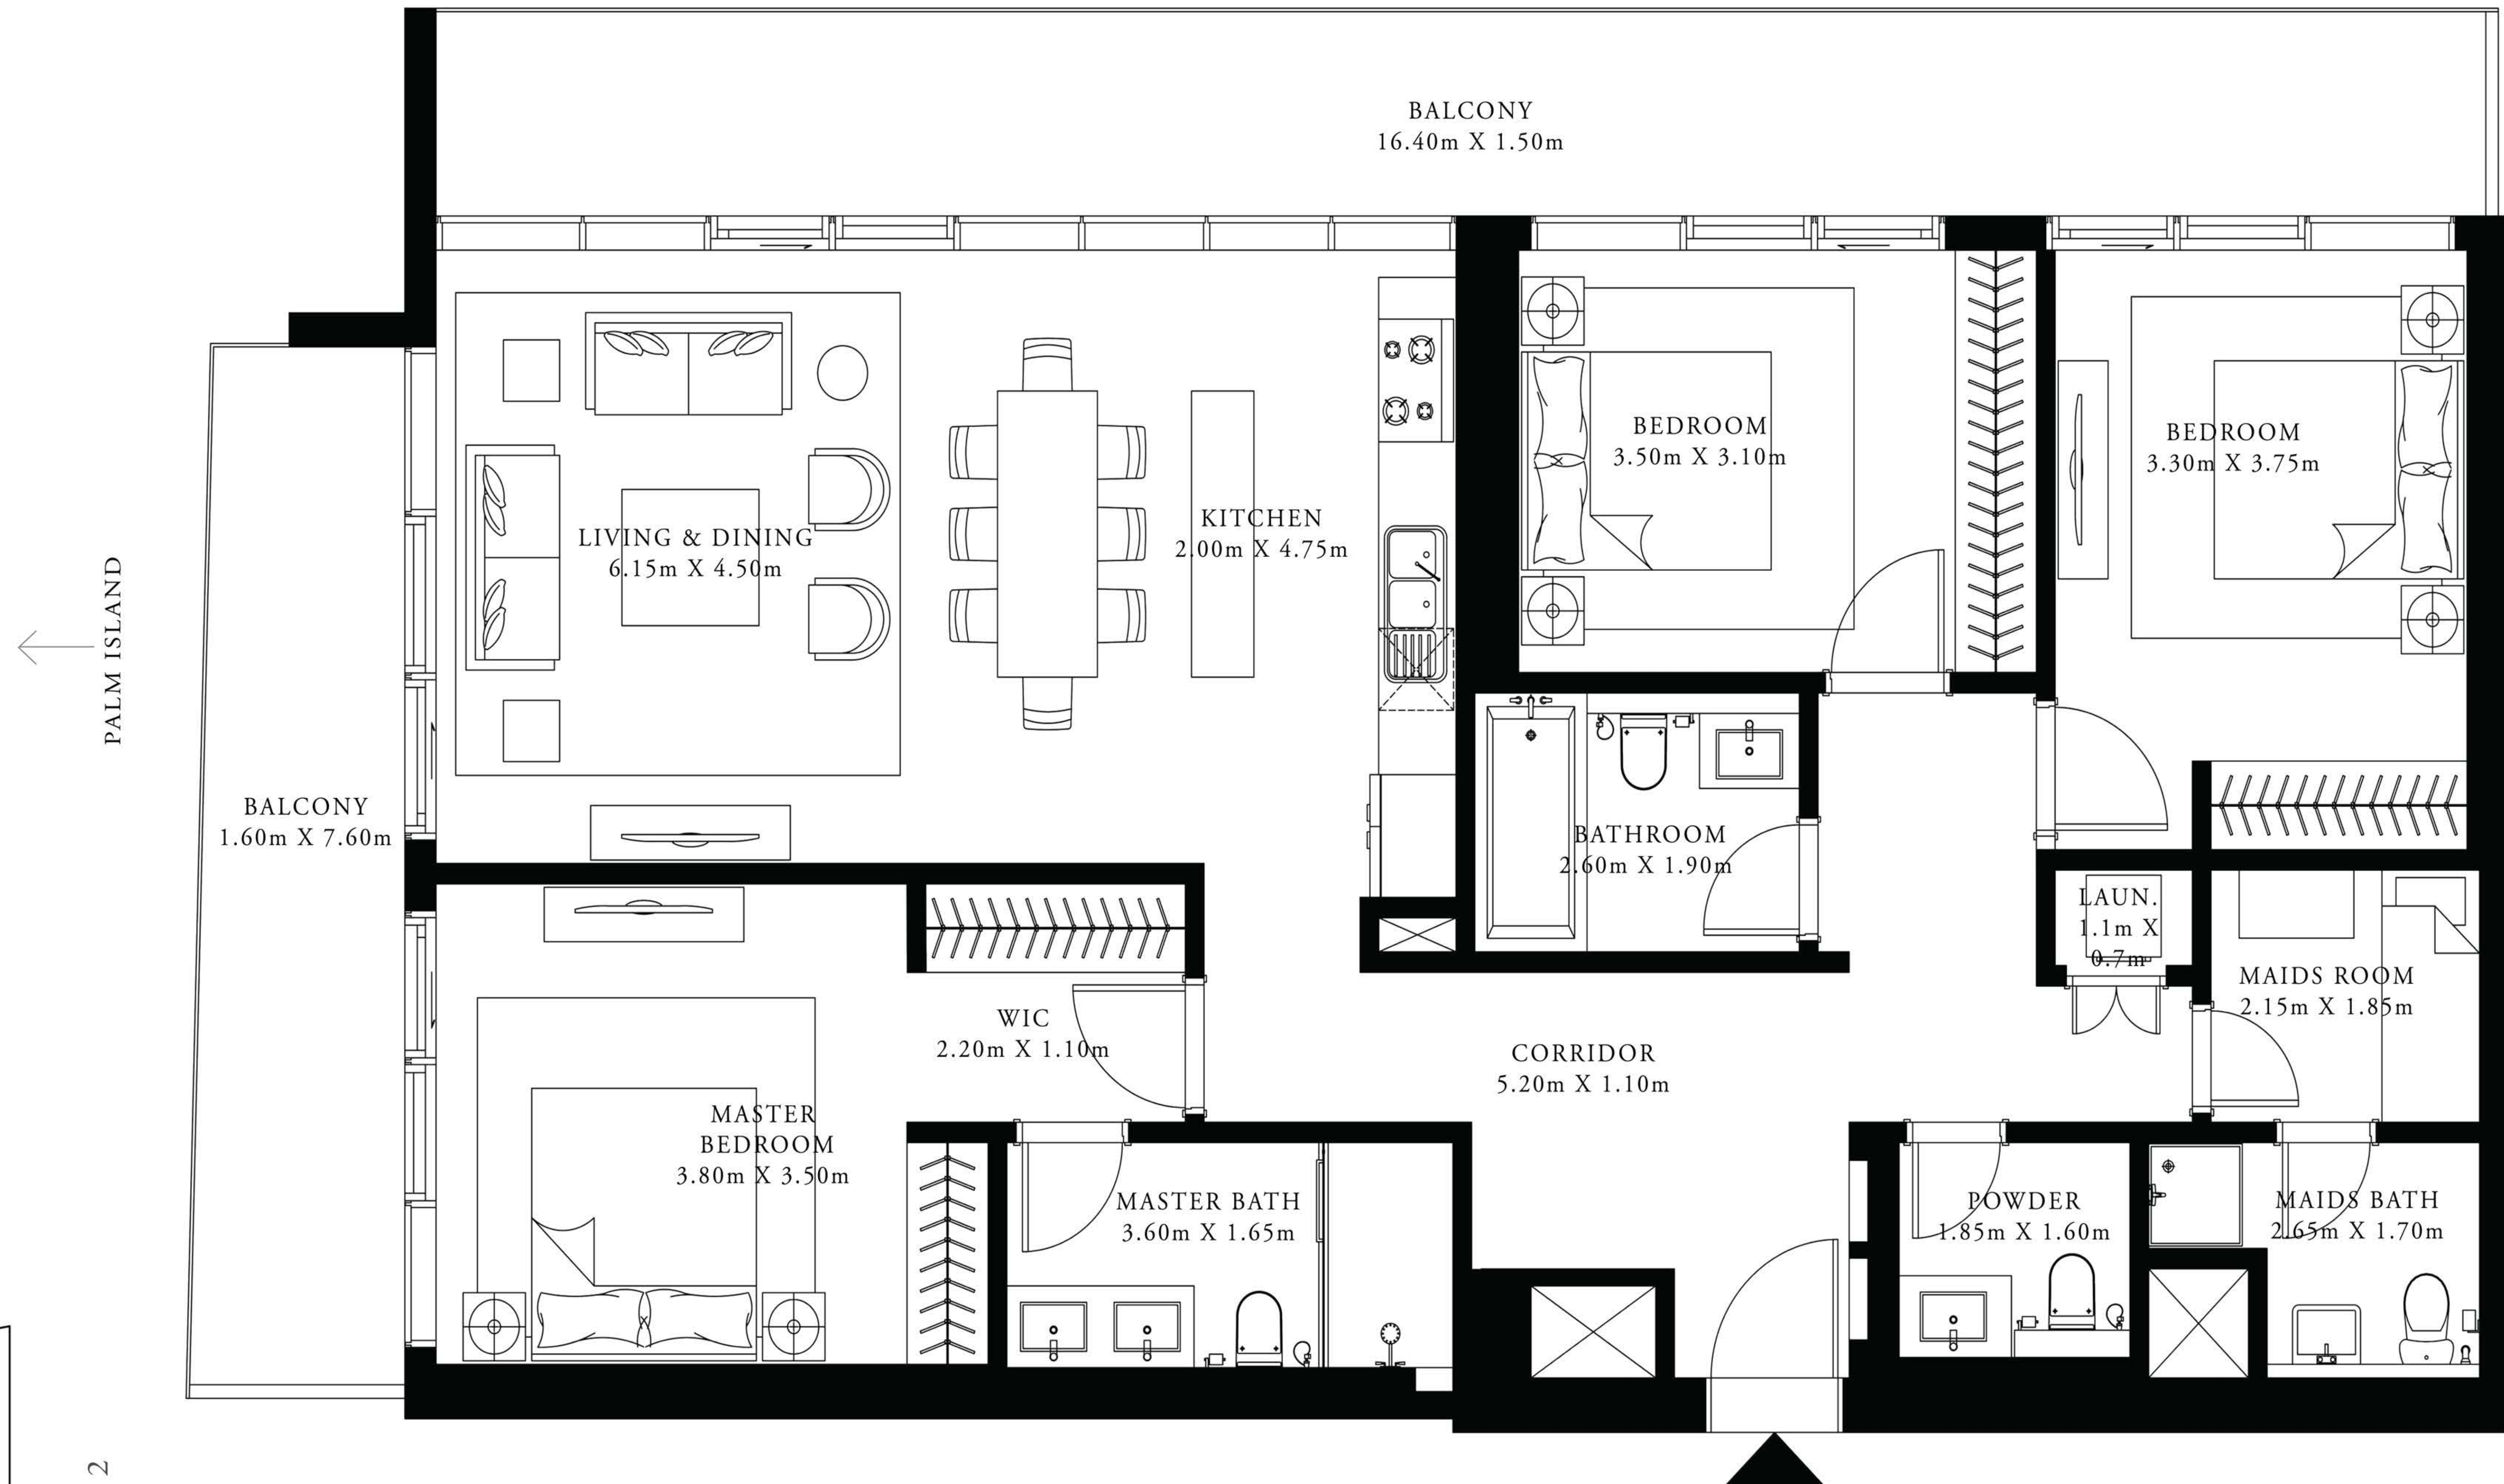 BALCONY
16.40m X 1.50m
BEDROOM
3.50m X 3.10m
BEDROOM
3.30m X 3.75m
LIVING & DINING
6.15m X 4.50m
KITCHEN
2.00m X 4.75m
PALM ISLAND
BALCONY
1.60m X 7.60m
BATHROOM
2.60m X 1.90m
LAUN.
1.1m X
0.7m
MAIDS ROOM
2.15m X 1.85m
WIC
2.20m X 1.10m
CORRIDOR
5.20m X 1.10m
MASTER
BEDROOM
3.80m X 3.50m
MASTER BATH
3.60m X 1.65m
POWDER
1.85m X 1.60m
MAIDS BATH
2.65m X 1.70m
2